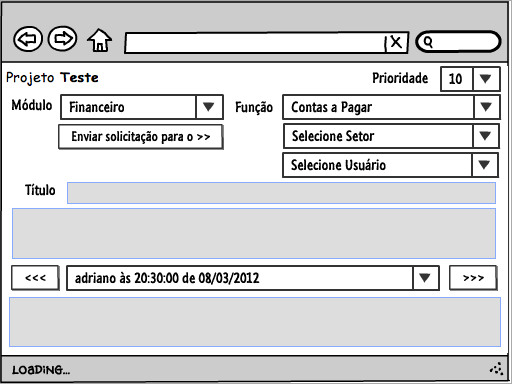 X
Projeto Teste
Prioridade 10
Módulo Financeiro Função Contas a Pagar
Enviar solicitação para o >> Selecione Setor
Selecione Usuário
Título
<<< adriano às 20:30:00 de 08/03/2012 >>>
LOADING...